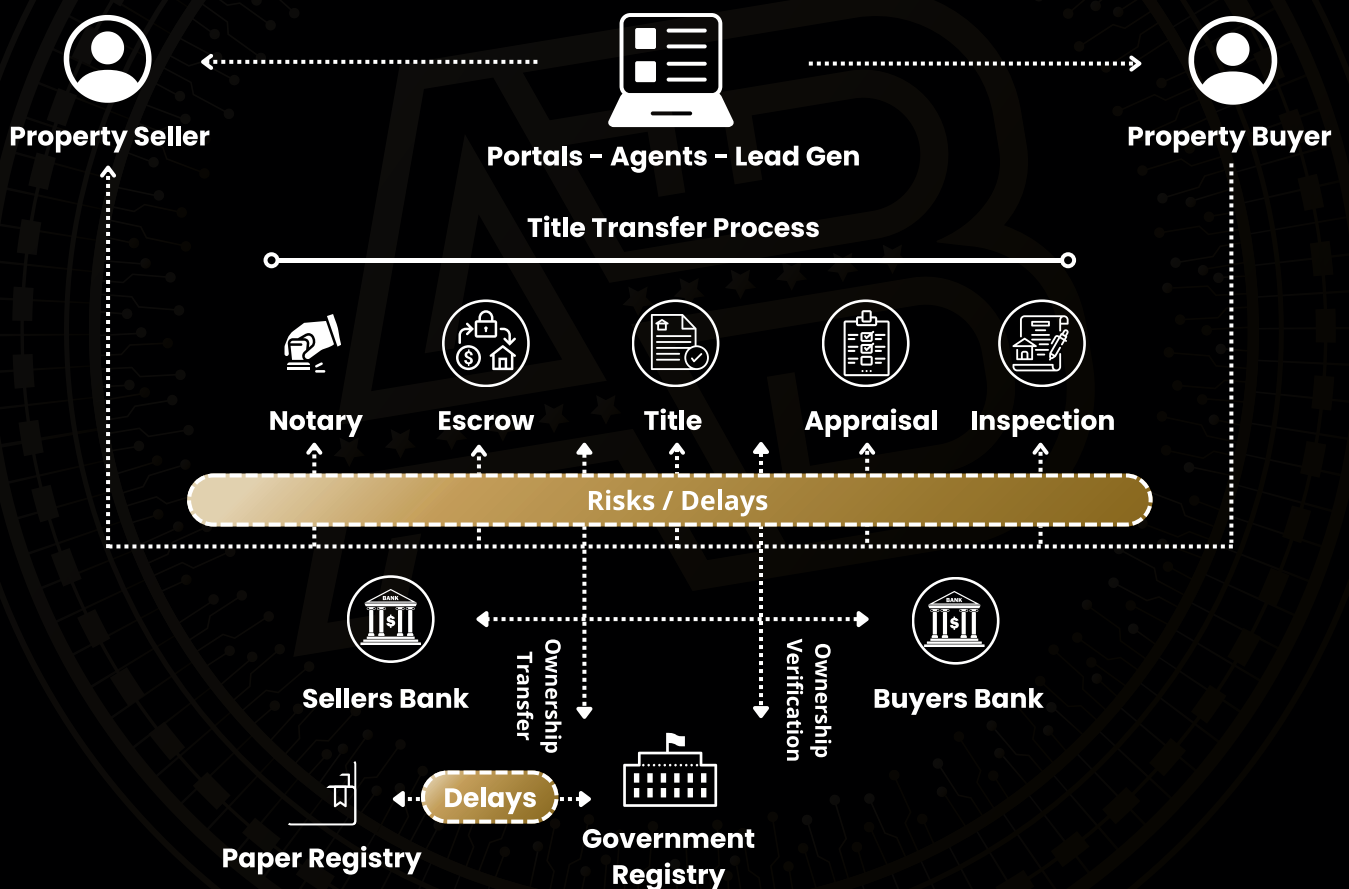 Property Seller
Portals - Agents - Lead Gen
Property Buyer
Title Transfer Process
Notary
Escrow
Title
Appraisal
Inspection
Risks / Delays
BANK
$
Sellers Bank
Ownership
Transfer
Ownership
Verification
BANK
$
Buyers Bank
Paper Registry
Delays
Government
Registry